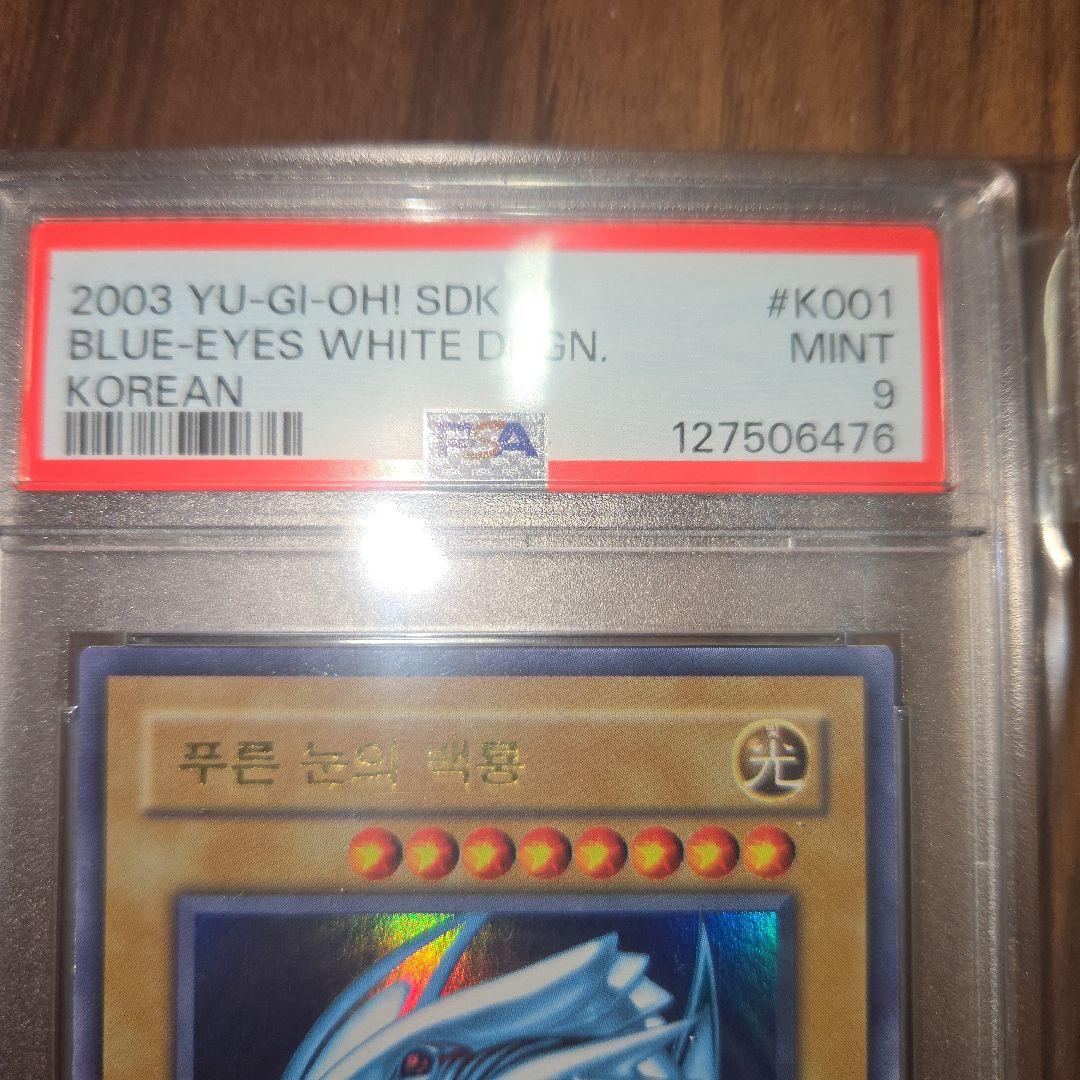 2003 YU-GI-OH! SDK #K001
BLUE-EYES WHITE DRGN. MINT
KOREAN 9
PSA 127506476
푸른 눈의 백룡
光